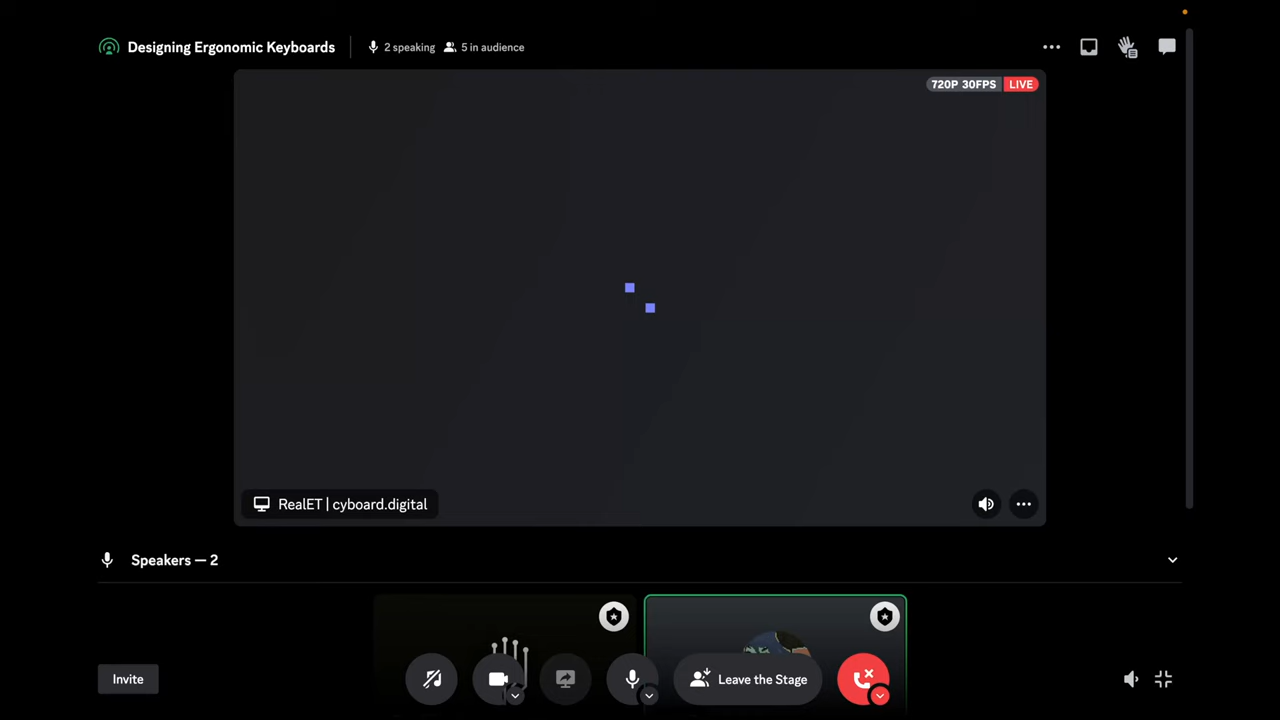 Designing Ergonomic Keyboards
2 speaking
5 in audience
720P 30FPS
LIVE
RealET | cyboard.digital
Speakers — 2
Invite
Leave the Stage